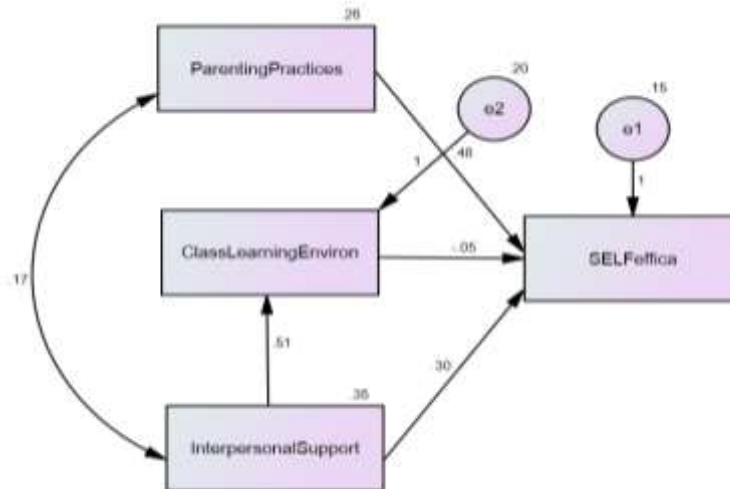 .26
ParentingPractices
.20
e2
.15
e1
1
.48
1
ClassLearningEnviron
-.05
SELFeffica
.17
.51
.30
.35
InterpersonalSupport